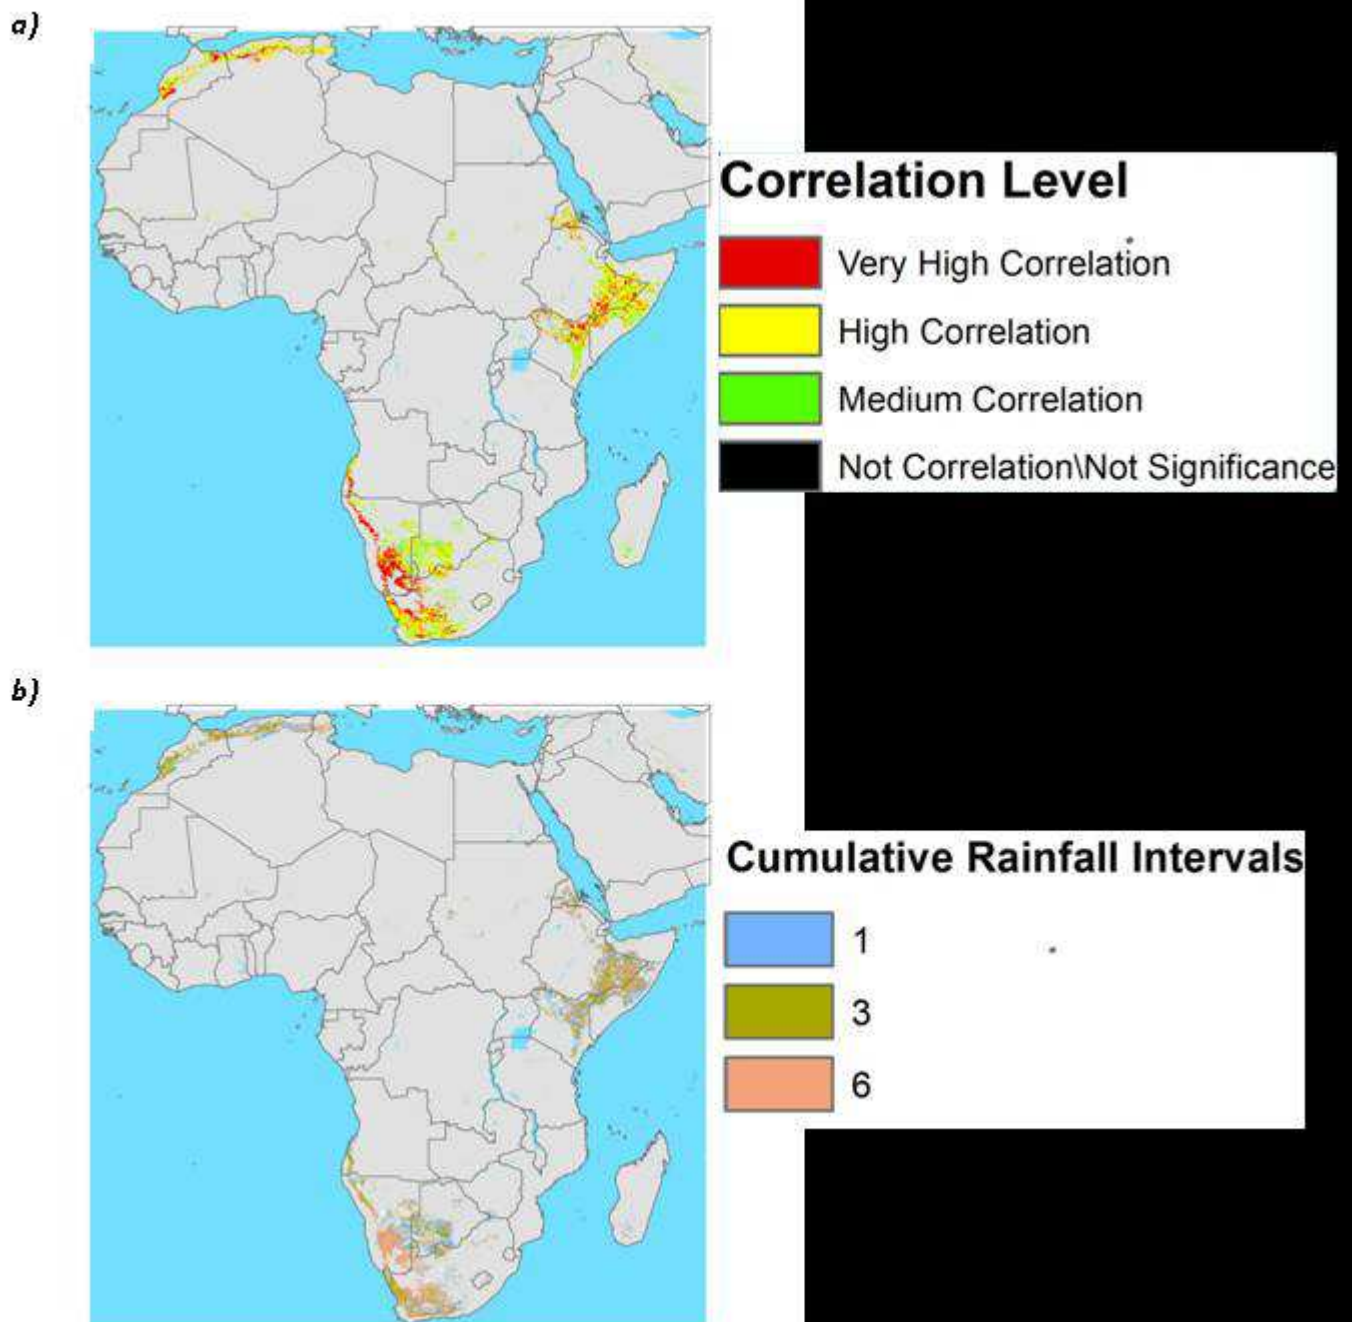 a)
Correlation Level
Very High Correlation
High Correlation
Medium Correlation
Not Correlation\Not Significance
b)
Cumulative Rainfall Intervals
1
3
6